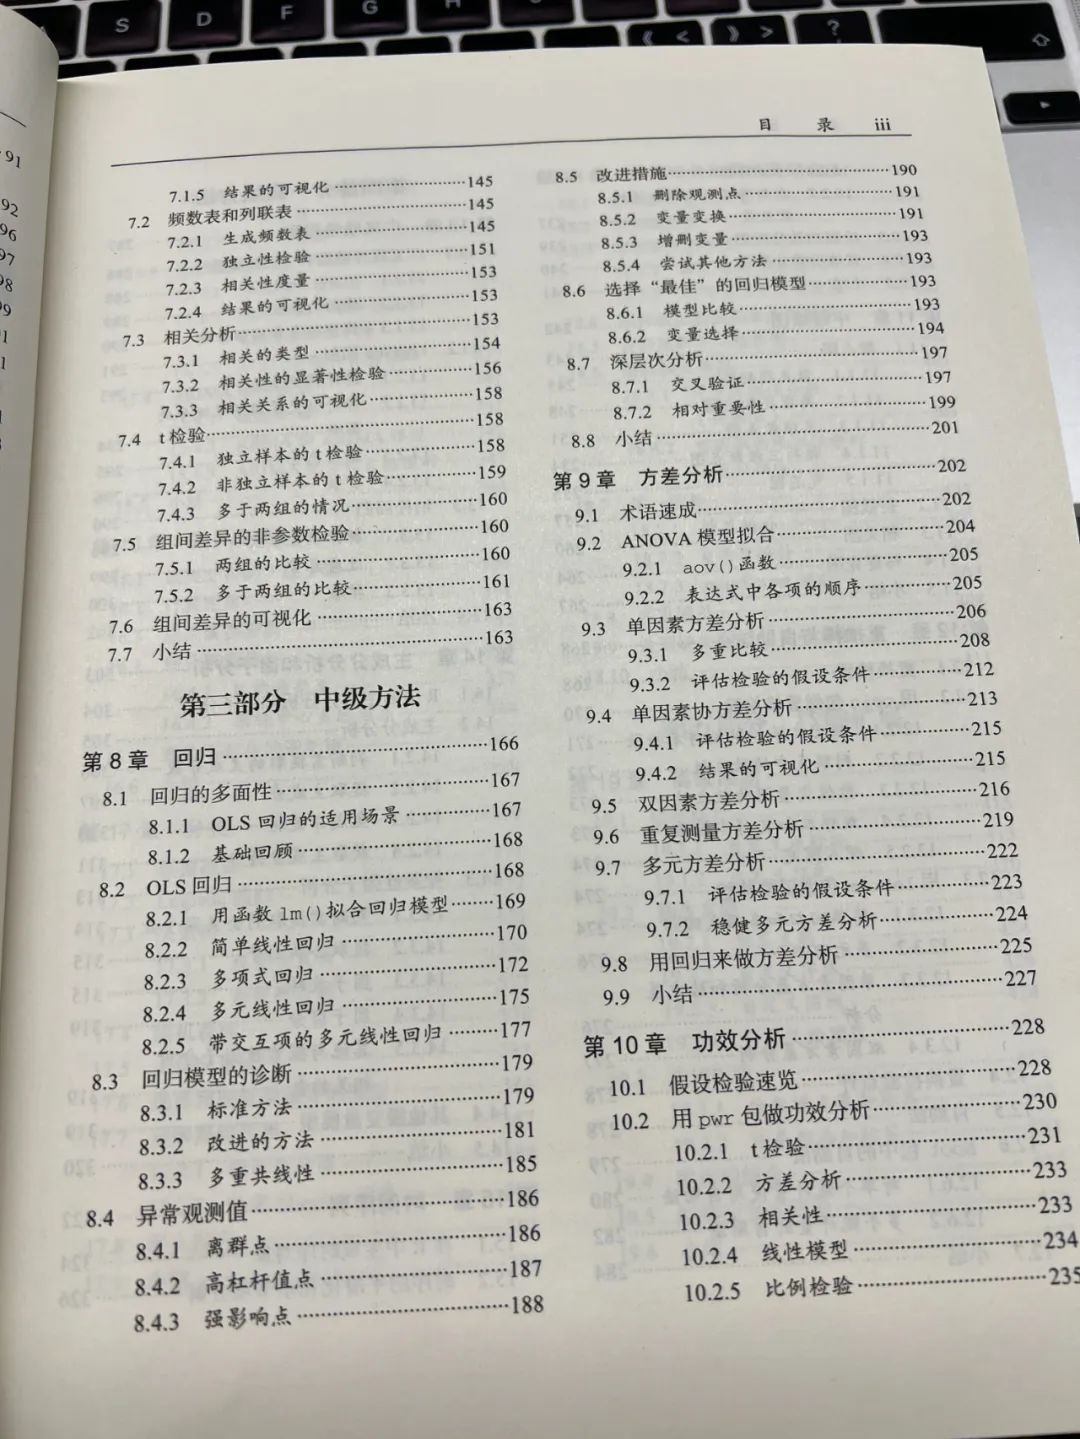 目 录 iii
7.1.5 结果的可视化 145
7.2 频数表和列联表 145
7.2.1 生成频数表 145
7.2.2 独立性检验 151
7.2.3 相关性度量 153
7.2.4 结果的可视化 153
7.3 相关分析 153
7.3.1 相关的类型 154
7.3.2 相关性的显著性检验 156
7.3.3 相关关系的可视化 158
7.4 t检验 158
7.4.1 独立样本的 t 检验 158
7.4.2 非独立样本的 t 检验 159
7.4.3 多于两组的情况 160
7.5 组间差异的非参数检验 160
7.5.1 两组的比较 160
7.5.2 多于两组的比较 161
7.6 组间差异的可视化 163
7.7 小结 163
第三部分 中级方法
第 8 章 回归 166
8.1 回归的多面性 167
8.1.1 OLS 回归的适用场景 167
8.1.2 基础回顾 168
8.2 OLS 回归 168
8.2.1 用函数 lm()拟合回归模型 169
8.2.2 简单线性回归 170
8.2.3 多项式回归 172
8.2.4 多元线性回归 175
8.2.5 带交互项的多元线性回归 177
8.3 回归模型的诊断 179
8.3.1 标准方法 179
8.3.2 改进的方法 181
8.3.3 多重共线性 185
8.4 异常观测值 186
8.4.1 离群点 186
8.4.2 高杠杆值点 187
8.4.3 强影响点 188
8.5 改进措施 190
8.5.1 删除观测点 191
8.5.2 变量变换 191
8.5.3 增删变量 193
8.5.4 尝试其他方法 193
8.6 选择“最佳”的回归模型 193
8.6.1 模型比较 193
8.6.2 变量选择 194
8.7 深层次分析 197
8.7.1 交叉验证 197
8.7.2 相对重要性 199
8.8 小结 201
第 9 章 方差分析 202
9.1 术语速成 202
9.2 ANOVA 模型拟合 204
9.2.1 aov()函数 205
9.2.2 表达式中各项的顺序 205
9.3 单因素方差分析 206
9.3.1 多重比较 208
9.3.2 评估检验的假设条件 212
9.4 单因素协方差分析 213
9.4.1 评估检验的假设条件 215
9.4.2 结果的可视化 215
9.5 双因素方差分析 216
9.6 重复测量方差分析 219
9.7 多元方差分析 222
9.7.1 评估检验的假设条件 223
9.7.2 稳健多元方差分析 224
9.8 用回归来做方差分析 225
9.9 小结 227
第 10 章 功效分析 228
10.1 假设检验速览 228
10.2 用 pwr 包做功效分析 230
10.2.1 t检验 231
10.2.2 方差分析 233
10.2.3 相关性 233
10.2.4 线性模型 234
10.2.5 比例检验 235